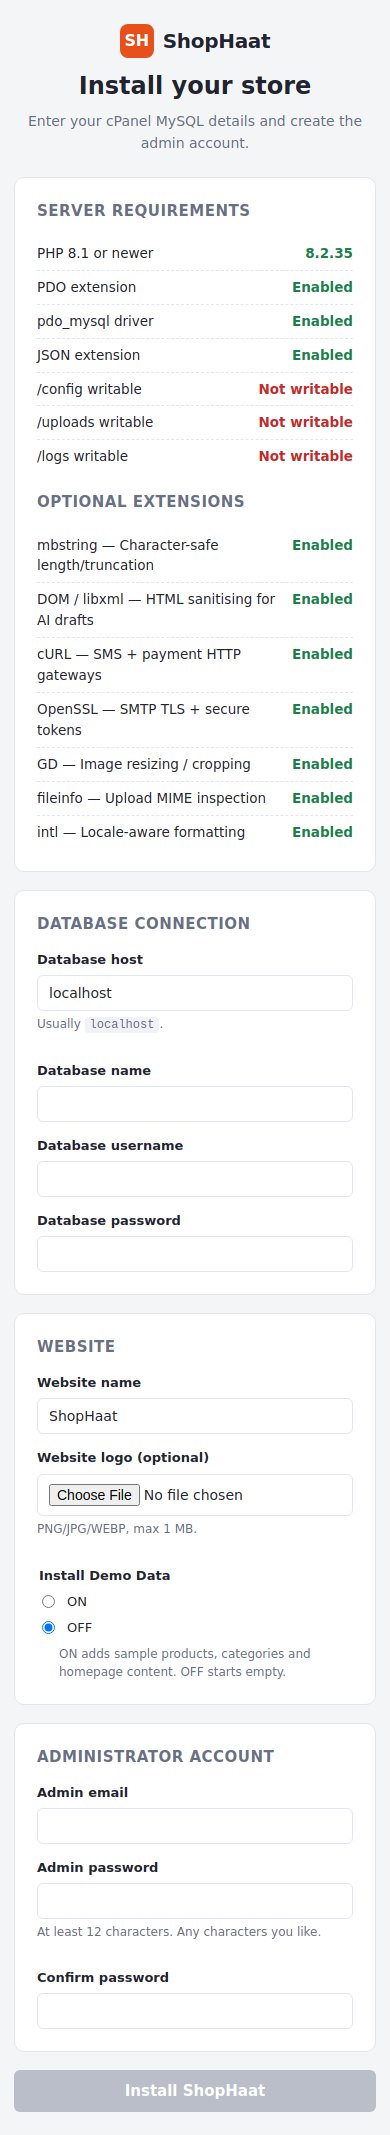 SH ShopHaat
Install your store
Enter your cPanel MySQL details and create the
admin account.
SERVER REQUIREMENTS
PHP 8.1 or newer 8.2.35
PDO extension Enabled
pdo_mysql driver Enabled
JSON extension Enabled
/config writable Not writable
/uploads writable Not writable
/logs writable Not writable
OPTIONAL EXTENSIONS
mbstring — Character-safe Enabled
length/truncation
DOM / libxml — HTML sanitising for Enabled
AI drafts
cURL — SMS + payment HTTP Enabled
gateways
OpenSSL — SMTP TLS + secure Enabled
tokens
GD — Image resizing / cropping Enabled
fileinfo — Upload MIME inspection Enabled
intl — Locale-aware formatting Enabled
DATABASE CONNECTION
Database host
localhost
Usually localhost.
Database name
Database username
Database password
WEBSITE
Website name
ShopHaat
Website logo (optional)
Choose File No file chosen
PNG/JPG/WEBP, max 1 MB.
Install Demo Data
ON
OFF
ON adds sample products, categories and
homepage content. OFF starts empty.
ADMINISTRATOR ACCOUNT
Admin email
Admin password
At least 12 characters. Any characters you like.
Confirm password
Install ShopHaat